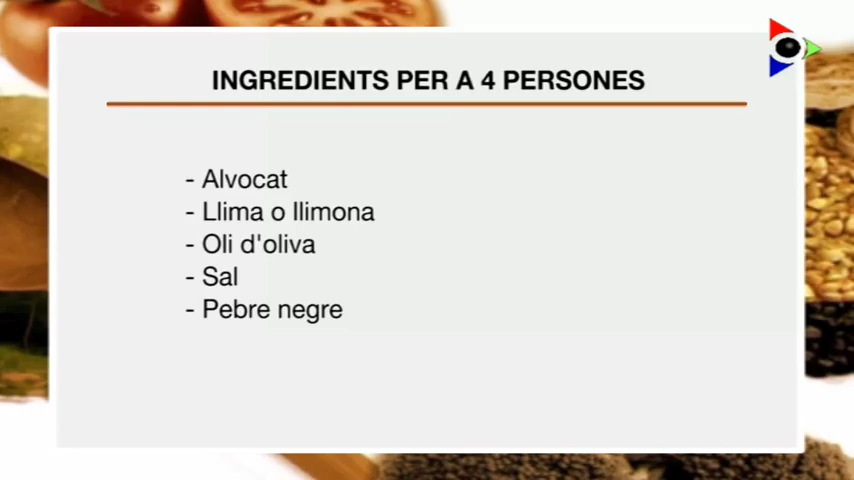 INGREDIENTS PER A 4 PERSONES
- Alvocat
- Llima o llimona
- Oli d'oliva
- Sal
- Pebre negre